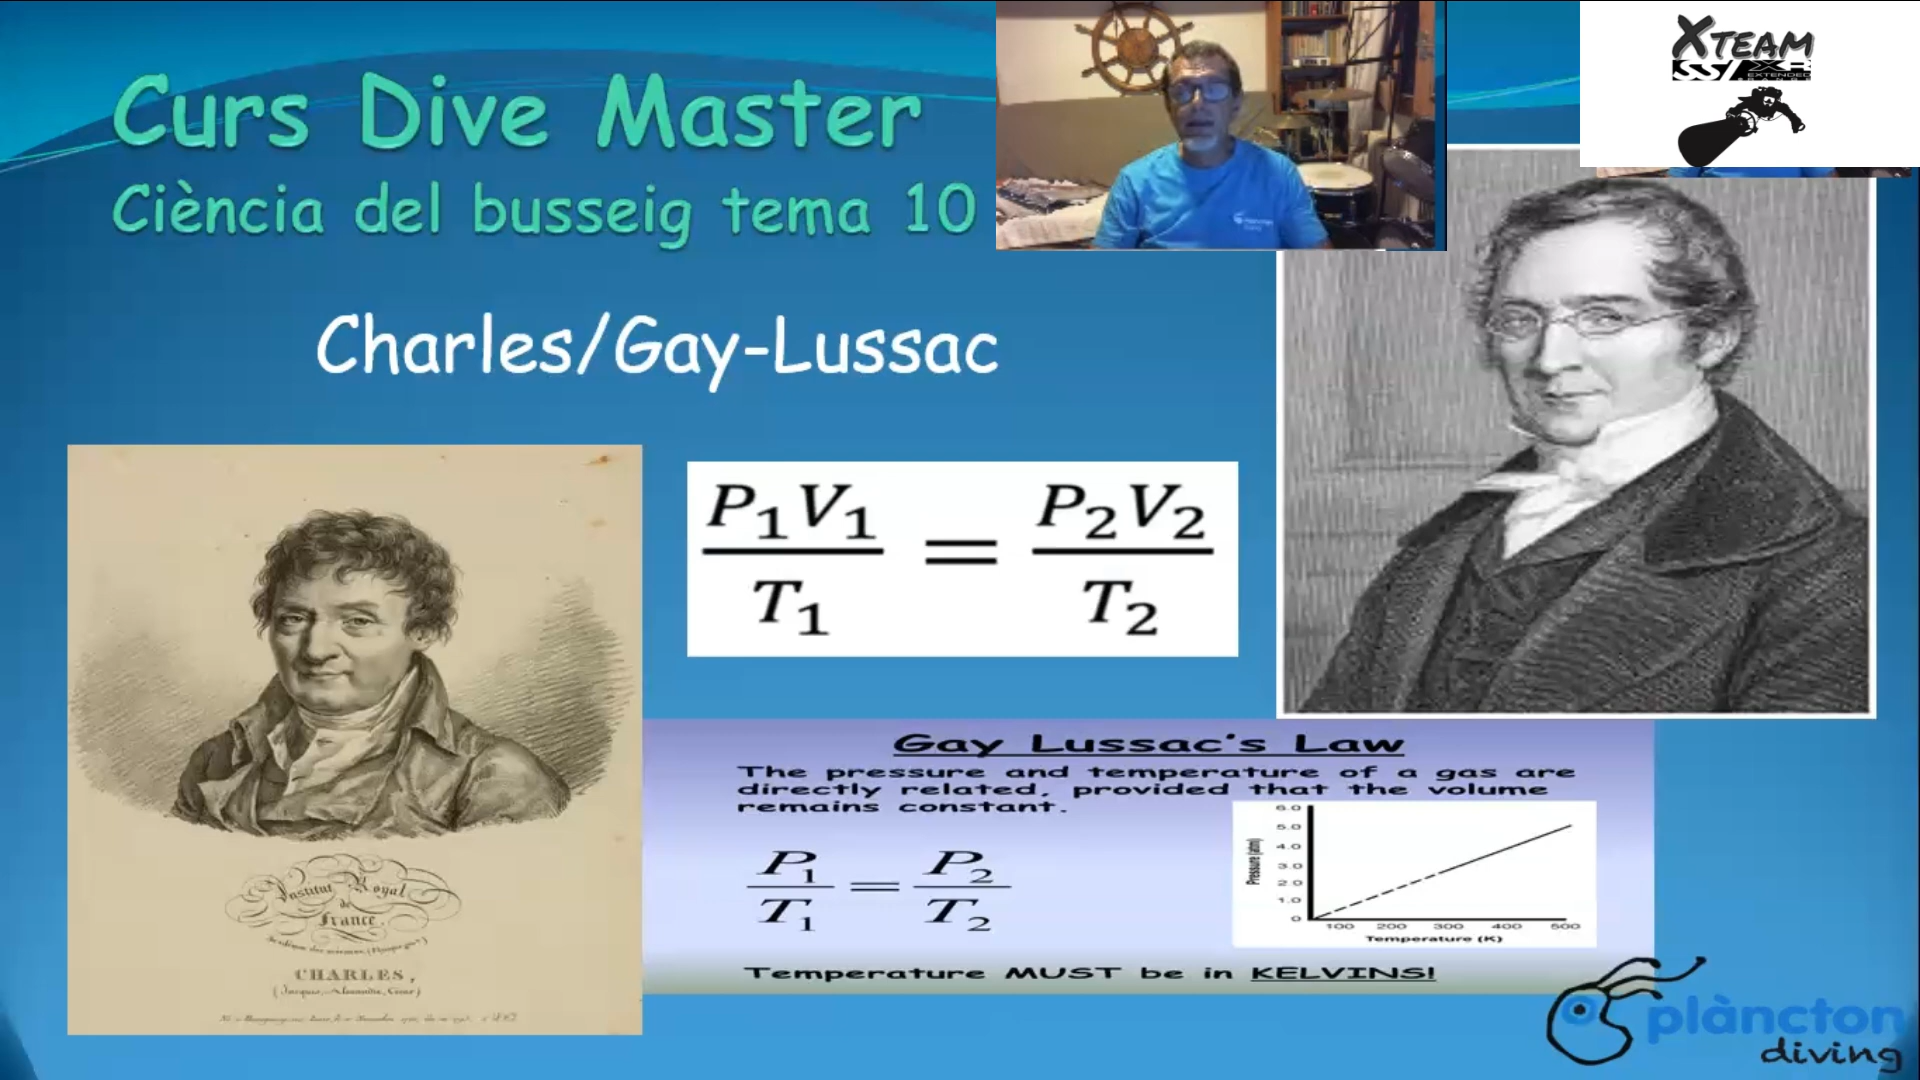 Curs Dive Master
Ciència del busseig tema 10
XTEAM
SSI XR
EXTENDED
RANGE
Charles/Gay-Lussac
P₁V₁ / T₁ = P₂V₂ / T₂
Institut Royal
de
France.
CHARLES,
Gay Lussac's Law
The pressure and temperature of a gas are
directly related, provided that the volume
remains constant.
P₁ / T₁ = P₂ / T₂
Pressure (atm)
6.0
5.0
4.0
3.0
2.0
1.0
0
100 200 300 400 500
Temperature (K)
Temperature MUST be in KELVINS!
plàncton
diving